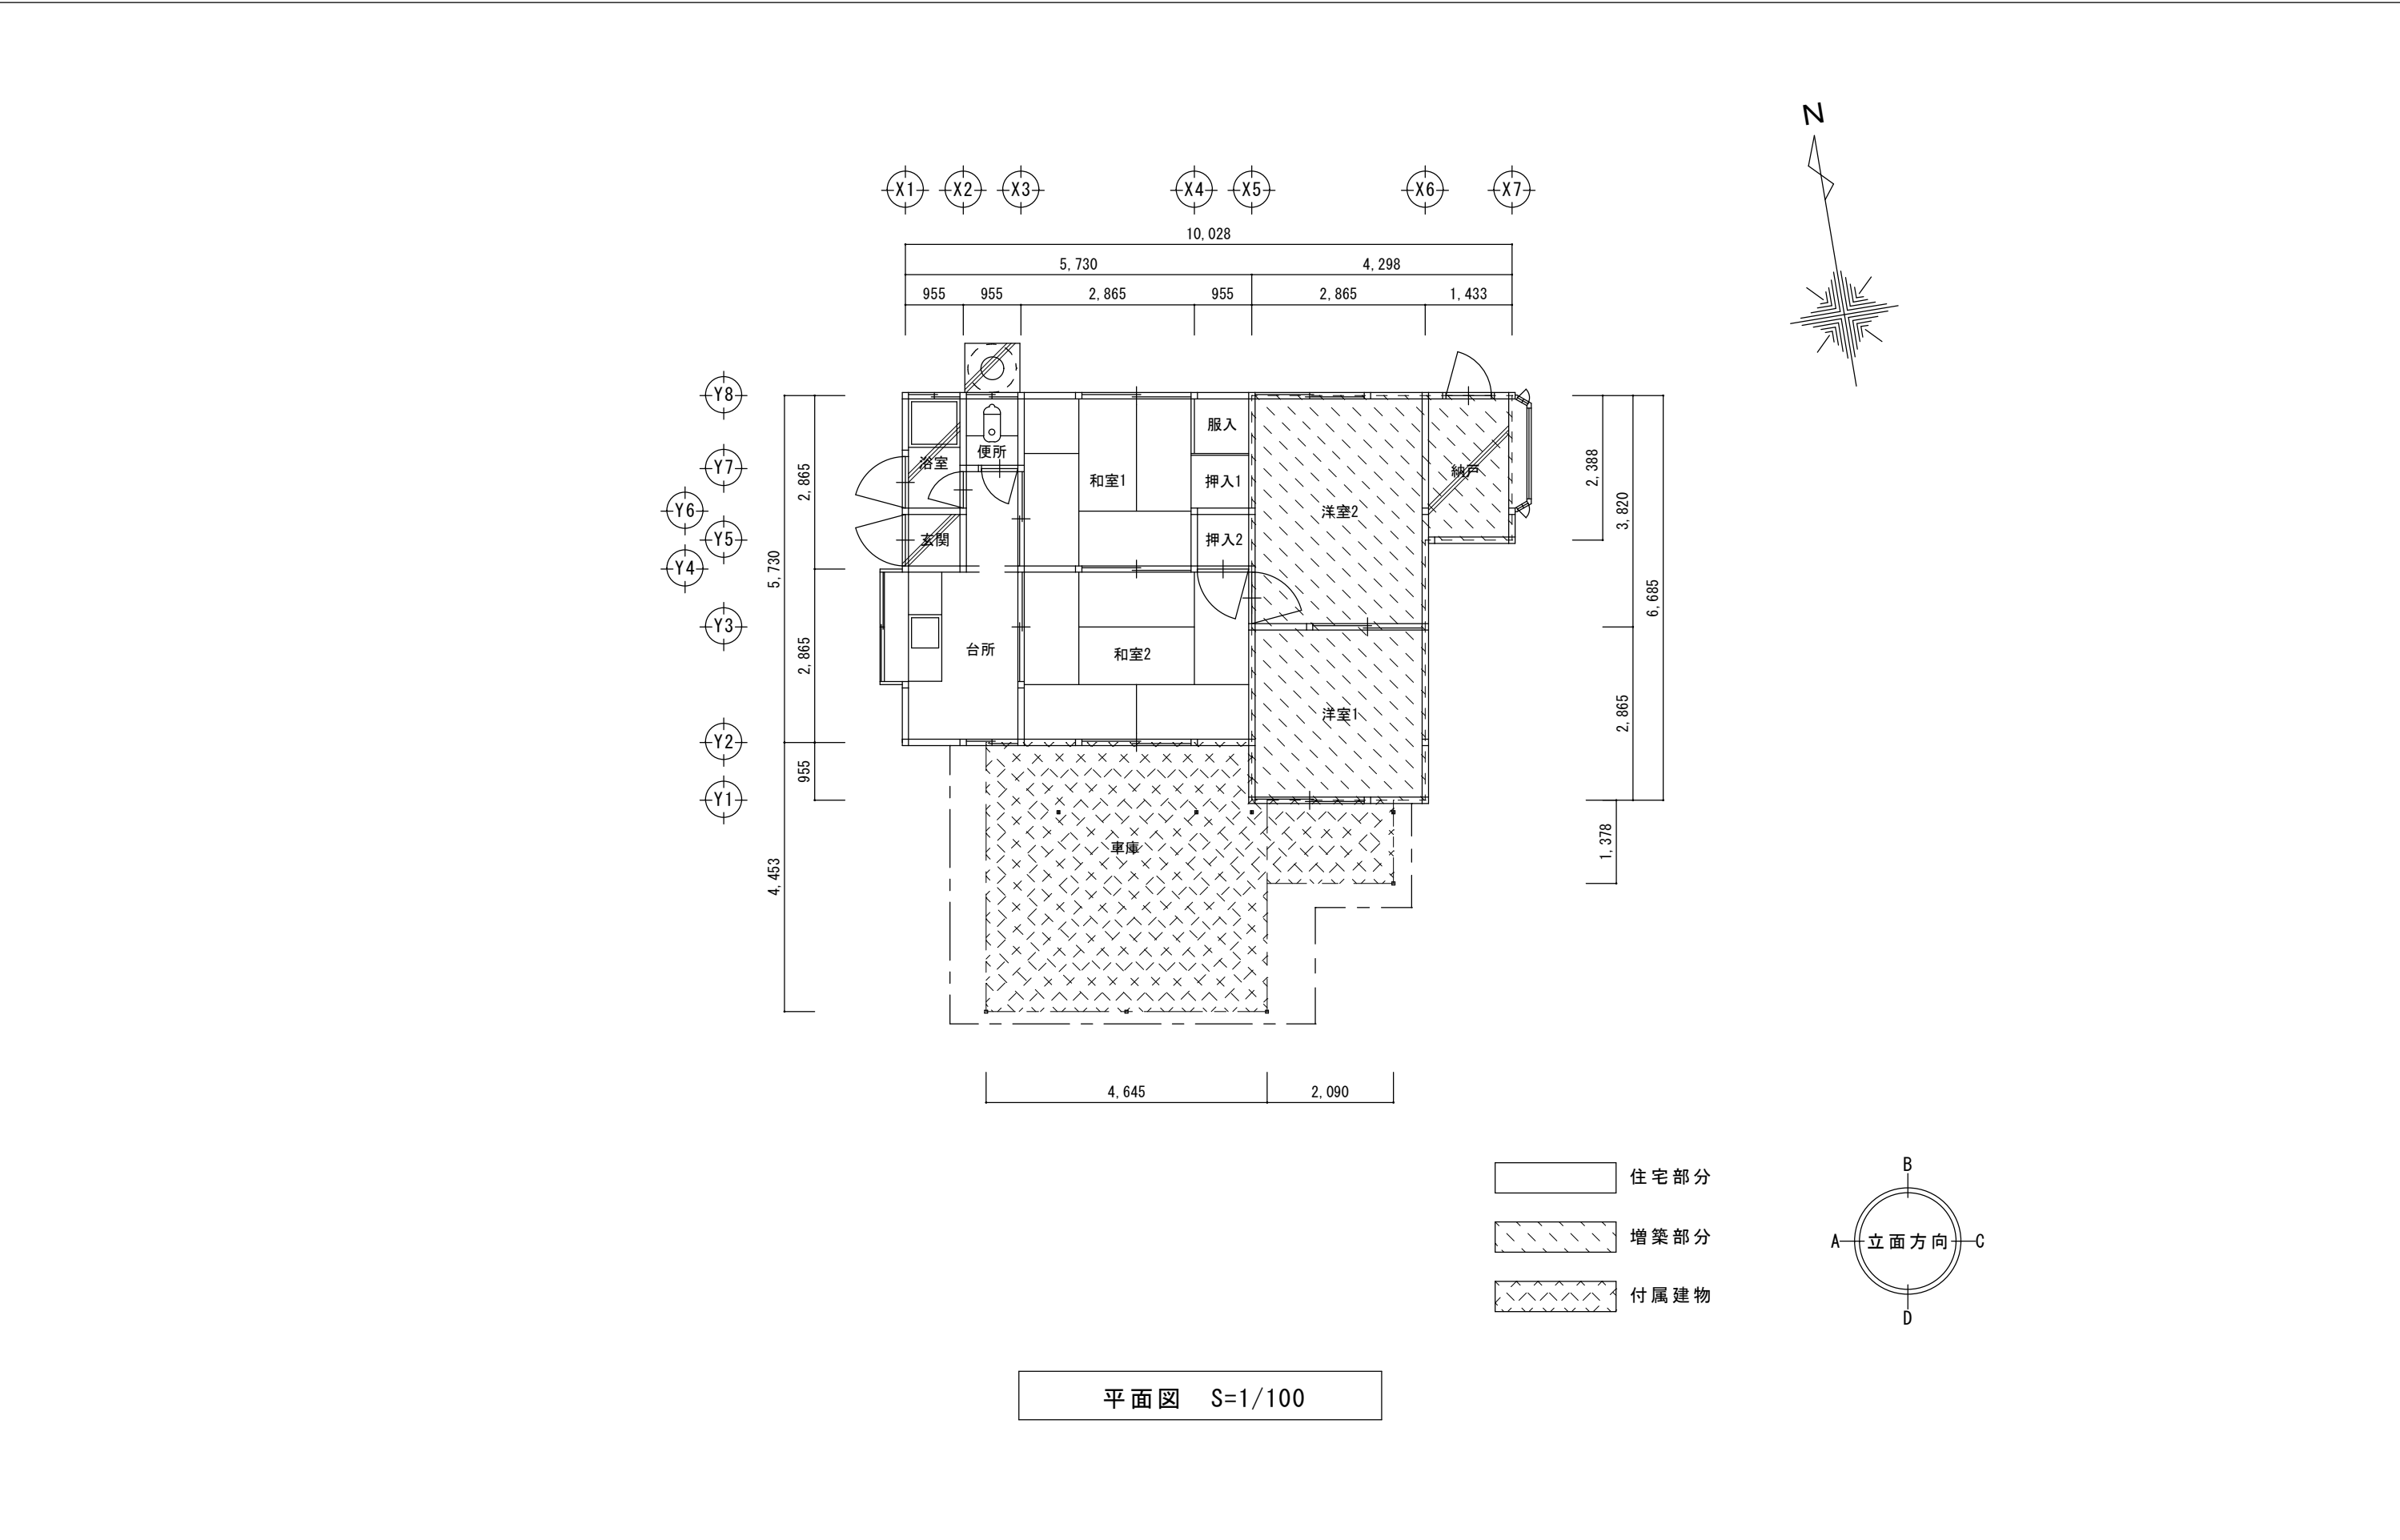 N
X1 X2 X3 X4 X5 X6 X7
10,028
5,730 4,298
955 955 2,865 955 2,865 1,433
Y8
Y7
Y6
Y5
Y4
Y3
Y2
Y1
2,865
5,730
2,865
955
4,453
2,388
3,820
6,685
2,865
1,378
服入
便所
浴室
納戸
和室1
押入1
洋室2
玄関
押入2
台所
和室2
洋室1
車庫
4,645 2,090
住宅部分
増築部分
付属建物
B
A 立面方向 C
D
平面図 S=1/100